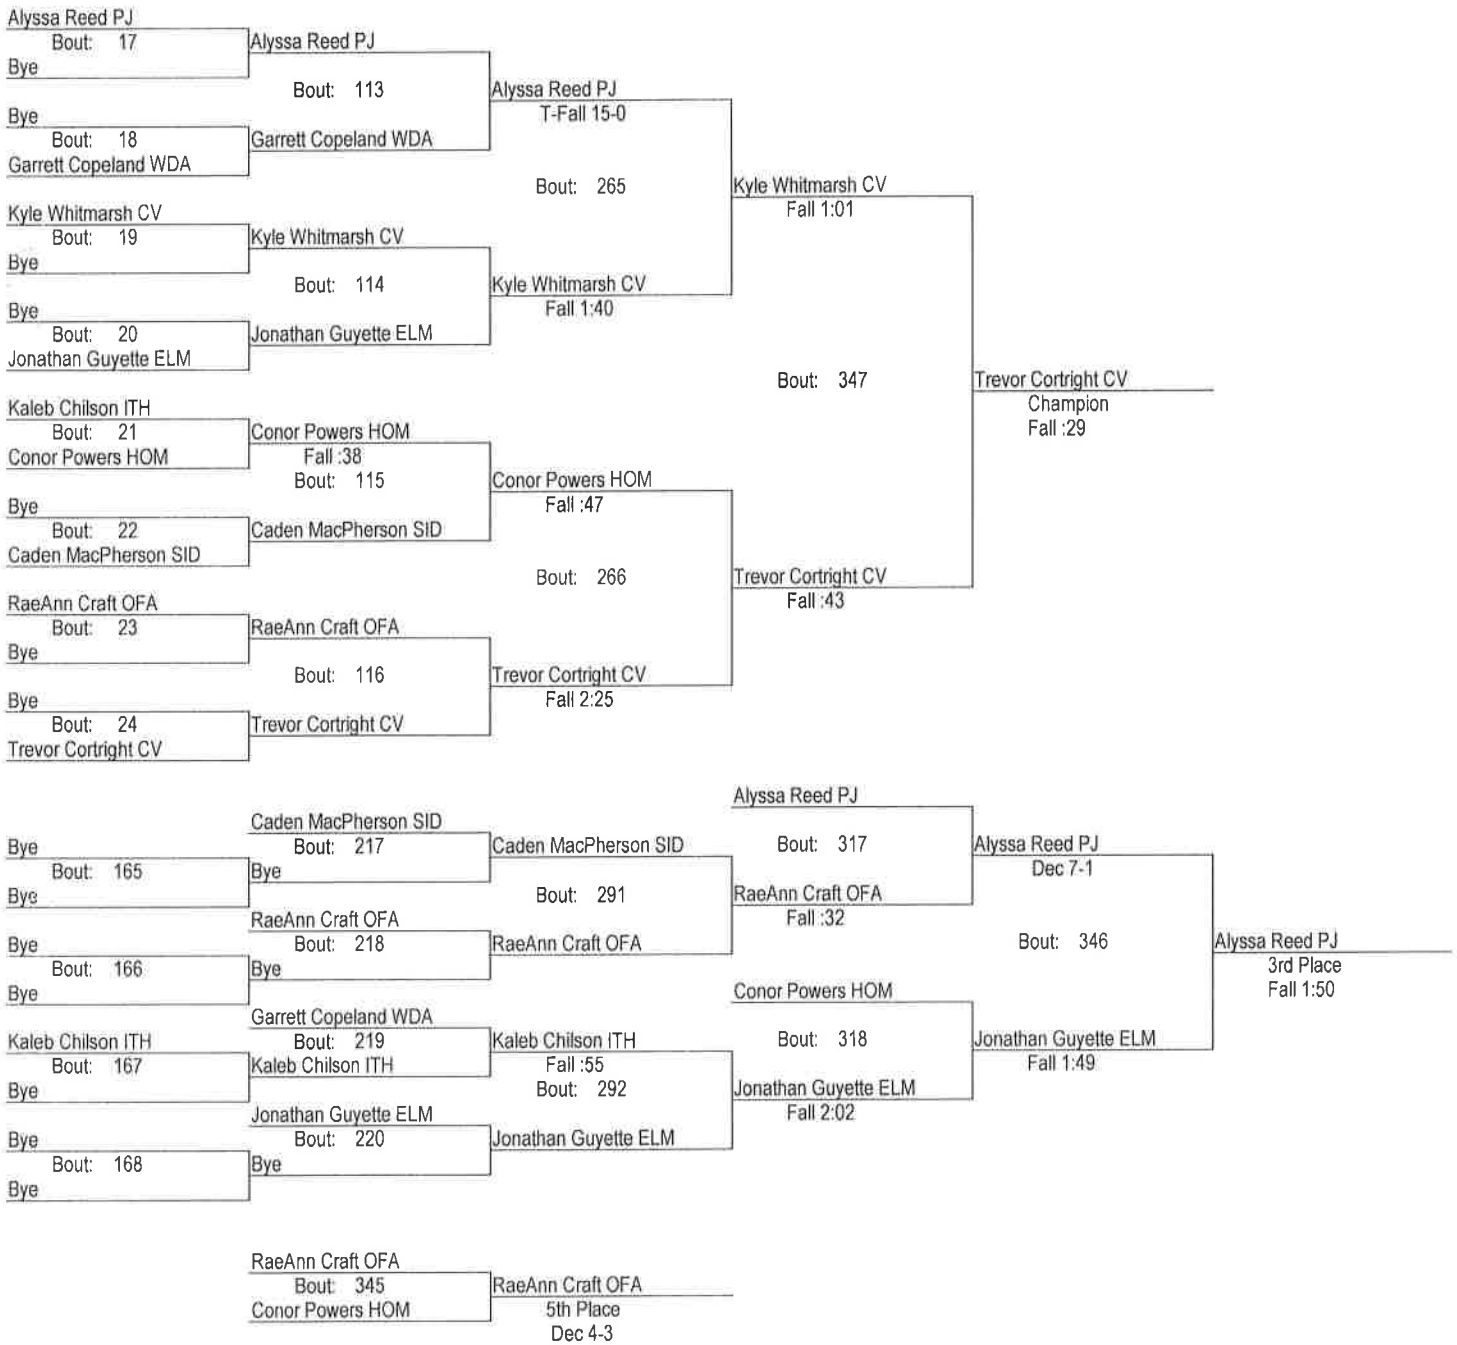 Alyssa Reed PJ
Bout: 17
Bye
Bye
Bout: 18
Garrett Copeland WDA
Kyle Whitmarsh CV
Bout: 19
Bye
Bye
Bout: 20
Jonathan Guyette ELM
Kaleb Chilson ITH
Bout: 21
Conor Powers HOM
Bye
Bout: 22
Caden MacPherson SID
RaeAnn Craft OFA
Bout: 23
Bye
Bye
Bout: 24
Trevor Cortright CV
Alyssa Reed PJ
Bout: 113
Garrett Copeland WDA
Kyle Whitmarsh CV
Bout: 114
Jonathan Guyette ELM
Conor Powers HOM
Fall :38
Bout: 115
Caden MacPherson SID
RaeAnn Craft OFA
Bout: 116
Trevor Cortright CV
Alyssa Reed PJ
T-Fall 15-0
Bout: 265
Kyle Whitmarsh CV
Fall 1:40
Conor Powers HOM
Fall :47
Bout: 266
Trevor Cortright CV
Fall 2:25
Kyle Whitmarsh CV
Fall 1:01
Bout: 347
Trevor Cortright CV
Fall :43
Trevor Cortright CV
Champion
Fall :29
Bye
Bout: 165
Bye
Bye
Bout: 166
Bye
Kaleb Chilson ITH
Bout: 167
Bye
Bye
Bout: 168
Bye
Caden MacPherson SID
Bout: 217
Bye
RaeAnn Craft OFA
Bout: 218
Bye
Garrett Copeland WDA
Bout: 219
Kaleb Chilson ITH
Jonathan Guyette ELM
Bout: 220
Bye
Caden MacPherson SID
Bout: 291
RaeAnn Craft OFA
Kaleb Chilson ITH
Fall :55
Bout: 292
Jonathan Guyette ELM
Alyssa Reed PJ
Bout: 317
RaeAnn Craft OFA
Fall :32
Conor Powers HOM
Bout: 318
Jonathan Guyette ELM
Fall 2:02
Alyssa Reed PJ
Dec 7-1
Bout: 346
Jonathan Guyette ELM
Fall 1:49
Alyssa Reed PJ
3rd Place
Fall 1:50
RaeAnn Craft OFA
Bout: 345
Conor Powers HOM
RaeAnn Craft OFA
5th Place
Dec 4-3